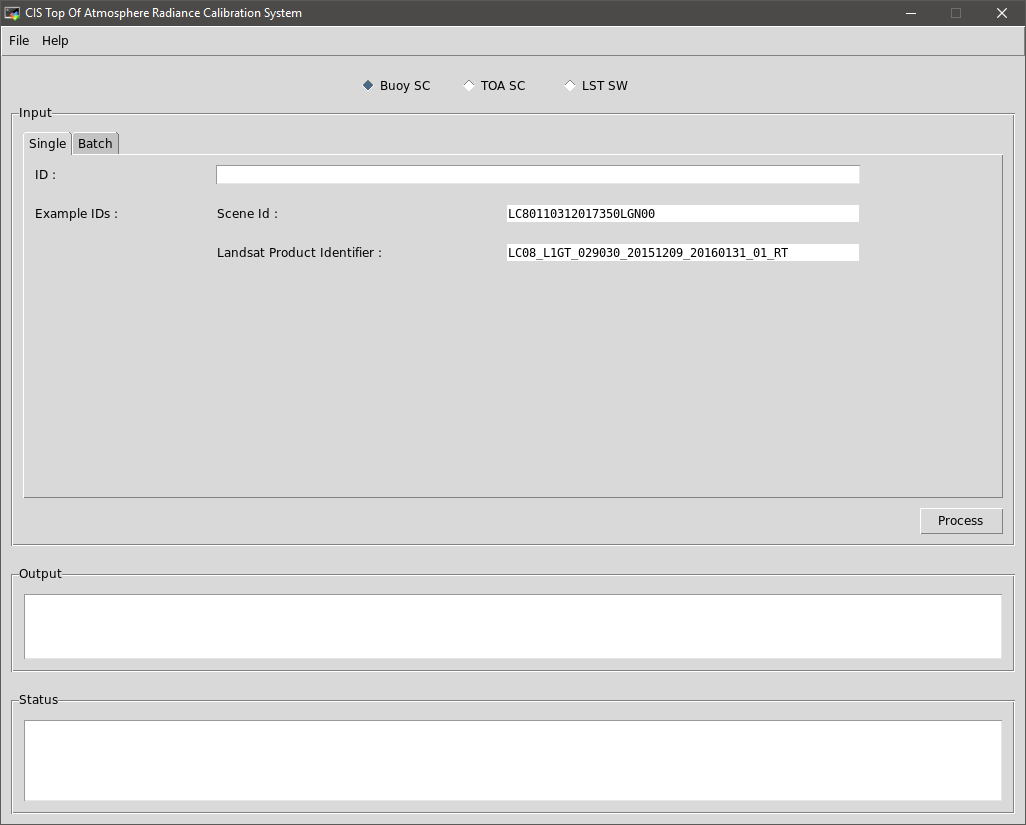 CIS Top Of Atmosphere Radiance Calibration System
File Help
Buoy SC TOA SC LST SW
Input
Single Batch
ID :
Example IDs : Scene Id : LC80110312017350LGN00
Landsat Product Identifier : LC08_L1GT_029030_20151209_20160131_01_RT
Process
Output
Status